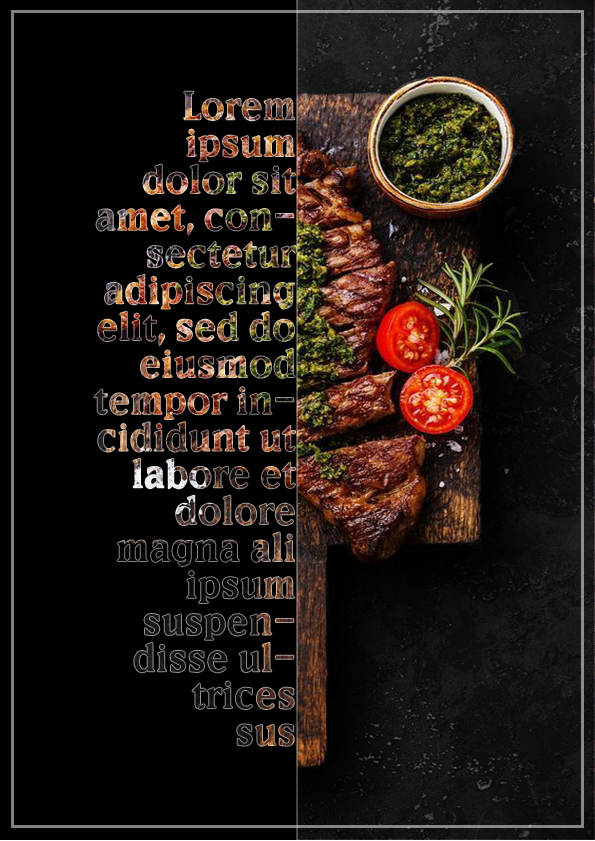 Lorem
ipsum
dolor sit
amet, con-
sectetur
adipiscing
elit, sed do
eiusmod
tempor in-
cididunt ut
labore et
dolore
magna ali
ipsum
suspen-
disse ul-
trices
sus